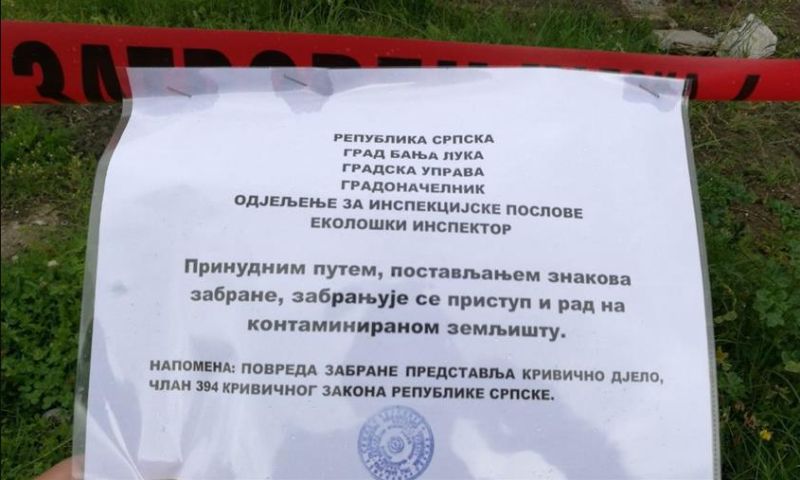 ЗАТВОРЕН
РЕПУБЛИКА СРПСКА
ГРАД БАЊА ЛУКА
ГРАДСКА УПРАВА
ГРАДОНАЧЕЛНИК
ОДЈЕЉЕЊЕ ЗА ИНСПЕКЦИЈСКЕ ПОСЛОВЕ
ЕКОЛОШКИ ИНСПЕКТОР
Принудним путем, постављањем знакова
забране, забрањује се приступ и рад на
контаминираном земљишту.
НАПОМЕНА: ПОВРЕДА ЗАБРАНЕ ПРЕДСТАВЉА КРИВИЧНО ДЈЕЛО,
ЧЛАН 394 КРИВИЧНОГ ЗАКОНА РЕПУБЛИКЕ СРПСКЕ.